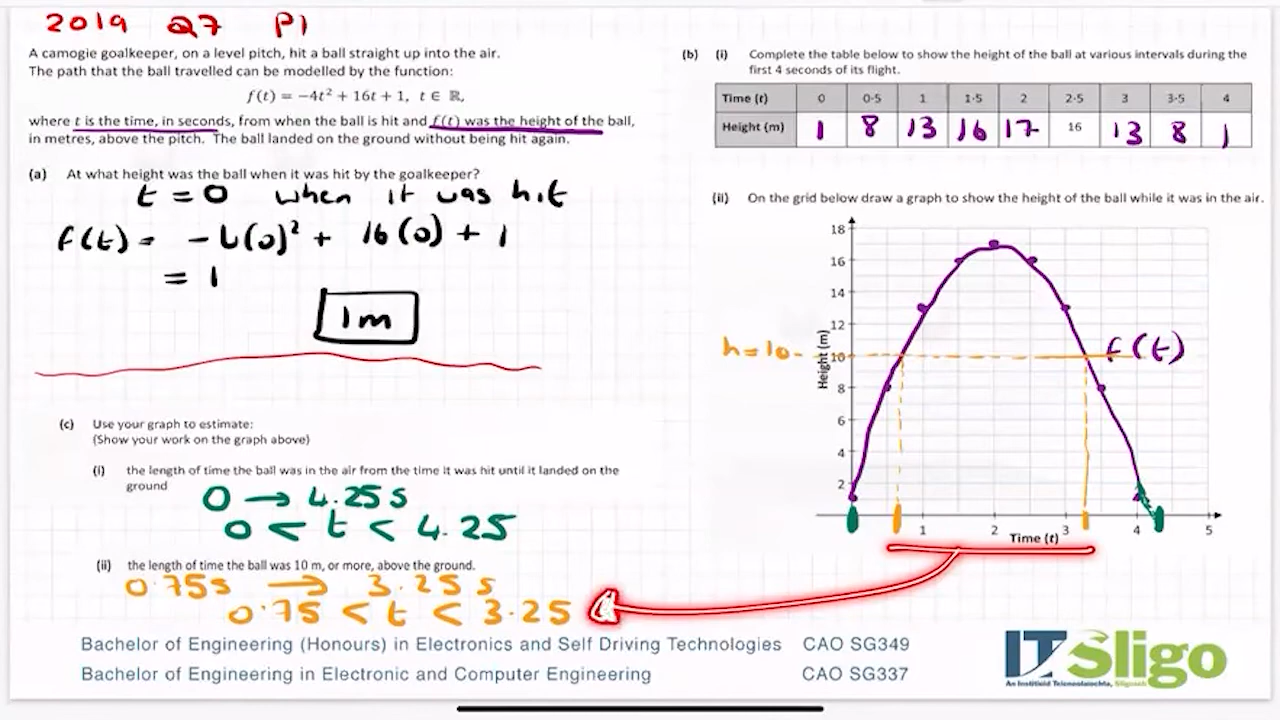 2019 Q7 P1
A camogie goalkeeper, on a level pitch, hit a ball straight up into the air.
The path that the ball travelled can be modelled by the function:
f(t) = −4t² + 16t + 1, t ∈ ℝ,
where t is the time, in seconds, from when the ball is hit and f(t) was the height of the ball,
in metres, above the pitch. The ball landed on the ground without being hit again.
(a) At what height was the ball when it was hit by the goalkeeper?
t = 0 when it was hit
f(t) = -4(0)² + 16(0) + 1
= 1
1m
(c) Use your graph to estimate:
(Show your work on the graph above)
(i) the length of time the ball was in the air from the time it was hit until it landed on the
ground
0 → 4.25s
0 < t < 4.25
(ii) the length of time the ball was 10 m, or more, above the ground.
0.75s → 3.25s
0.75 < t < 3.25
(b) (i) Complete the table below to show the height of the ball at various intervals during the
first 4 seconds of its flight.
Time (t) 0 0·5 1 1·5 2 2·5 3 3·5 4
Height (m) 1 8 13 16 17 16 13 8 1
(ii) On the grid below draw a graph to show the height of the ball while it was in the air.
18
16
14
12
h=10 10 f(t)
8
6
4
2
Height (m)
1 2 3 4 5
Time (t)
Bachelor of Engineering (Honours) in Electronics and Self Driving Technologies CAO SG349
Bachelor of Engineering in Electronic and Computer Engineering CAO SG337
IT Sligo
An Institiúid Teicneolaíochta, Sligeach